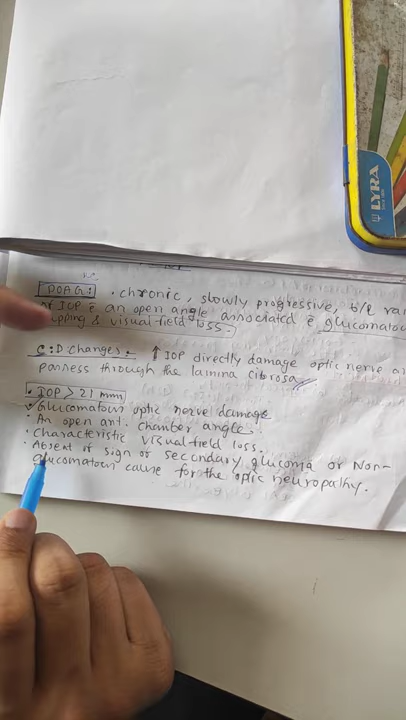 LYRA
POAG: • chronic, slowly progressive, b/l
of IOP c̄ an open angle associated c̄ glucomatou
cupping & visual field loss.
C:D Changes: ↑ IOP directly damage optic nerve a
passess through the lamina cibrosa
• IOP > 21 mm
Glucomatous optic nervel damage
• An open ant. chamber angle.
• characteristic visual field loss.
• Absent of sign of secondary glucoma or Non-
glucomatous cause for the optic neuropathy.